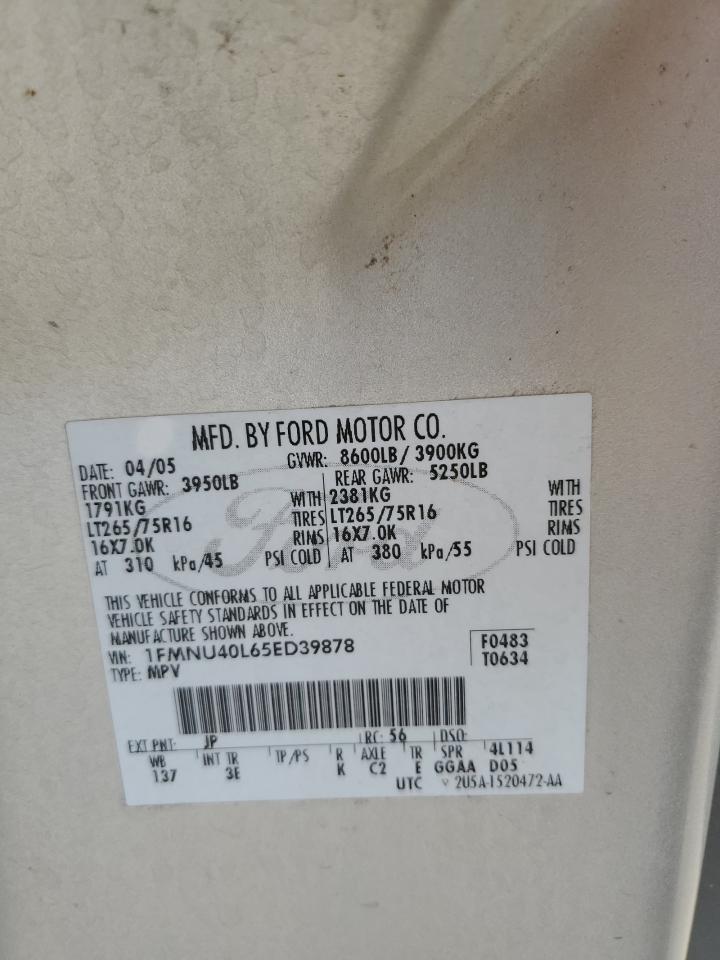 MFD. BY FORD MOTOR CO.
DATE: 04/05 GVWR: 8600LB/ 3900KG
FRONT GAWR: 3950LB REAR GAWR: 5250LB
1791KG WITH 2381KG WITH
LT265/75R16 TIRES LT265/75R16 TIRES
16X7.0K RIMS 16X7.0K RIMS
AT 310 kPa/45 PSI COLD AT 380 kPa/55 PSI COLD
THIS VEHICLE CONFORMS TO ALL APPLICABLE FEDERAL MOTOR
VEHICLE SAFETY STANDARDS IN EFFECT ON THE DATE OF
MANUFACTURE SHOWN ABOVE.
VIN: 1FMNU40L65ED39878 F0483
TYPE: MPV T0634
EXT PNT: JP RC: 56 DSO:
WB INT TR TP/PS R AXLE TR SPR 4L114
137 3E K C2 E GGAA D05
UTC V 2U5A-1520472-AA
Ford